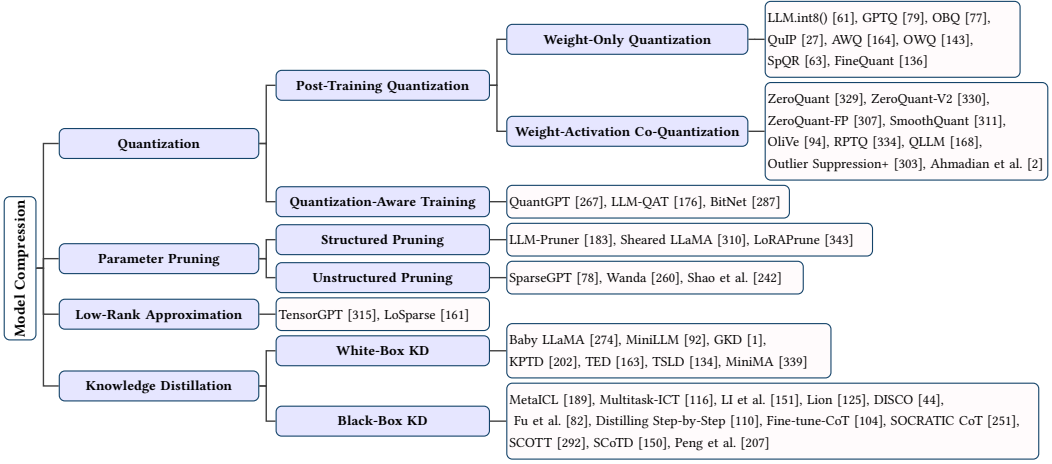 Model Compression
Quantization
Post-Training Quantization
Weight-Only Quantization
LLM.int8() [61], GPTQ [79], OBQ [77],
QuIP [27], AWQ [164], OWQ [143],
SpQR [63], FineQuant [136]
Weight-Activation Co-Quantization
ZeroQuant [329], ZeroQuant-V2 [330],
ZeroQuant-FP [307], SmoothQuant [311],
OliVe [94], RPTQ [334], QLLM [168],
Outlier Suppression+ [303], Ahmadian et al. [2]
Quantization-Aware Training
QuantGPT [267], LLM-QAT [176], BitNet [287]
Parameter Pruning
Structured Pruning
LLM-Pruner [183], Sheared LLaMA [310], LoRAPrune [343]
Unstructured Pruning
SparseGPT [78], Wanda [260], Shao et al. [242]
Low-Rank Approximation
TensorGPT [315], LoSparse [161]
Knowledge Distillation
White-Box KD
Baby LLaMA [274], MiniLLM [92], GKD [1],
KPTD [202], TED [163], TSLD [134], MiniMA [339]
Black-Box KD
MetaICL [189], Multitask-ICT [116], LI et al. [151], Lion [125], DISCO [44],
Fu et al. [82], Distilling Step-by-Step [110], Fine-tune-CoT [104], SOCRATIC CoT [251],
SCOTT [292], SCoTD [150], Peng et al. [207]